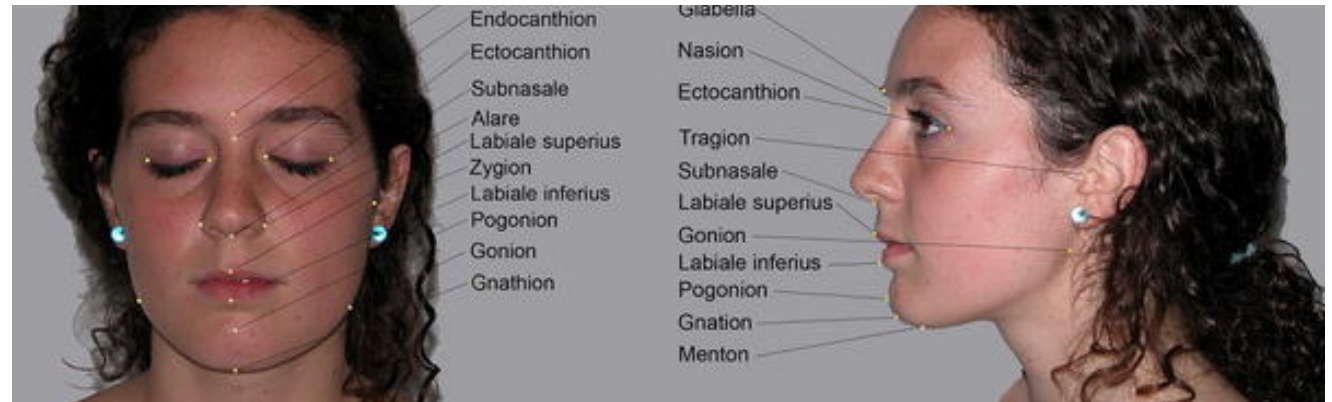 Endocanthion
Ectocanthion
Subnasale
Alare
Labiale superius
Zygion
Labiale inferius
Pogonion
Gonion
Gnathion
Glabella
Nasion
Ectocanthion
Tragion
Subnasale
Labiale superius
Gonion
Labiale inferius
Pogonion
Gnation
Menton